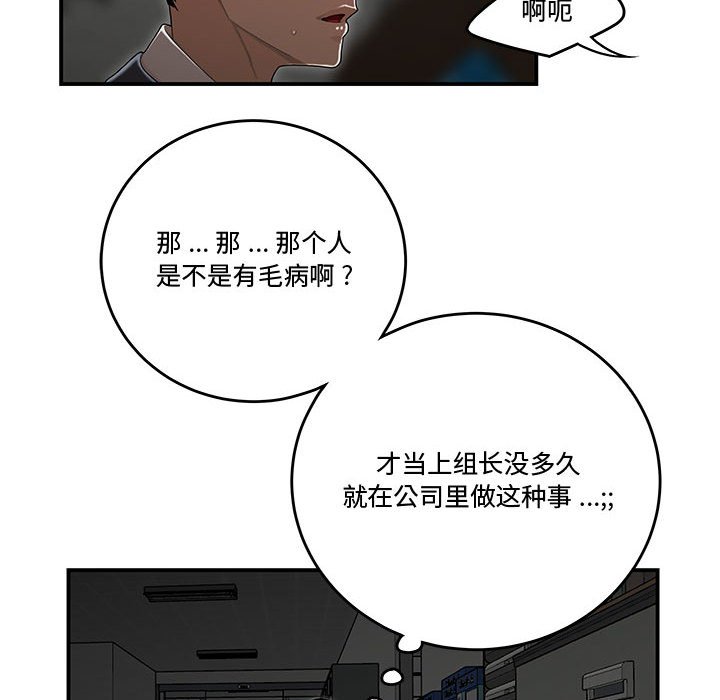 啊呃
那 ... 那 ... 那个人
是不是有毛病啊 ?
才当上组长没多久
就在公司里做这种事 ...;;